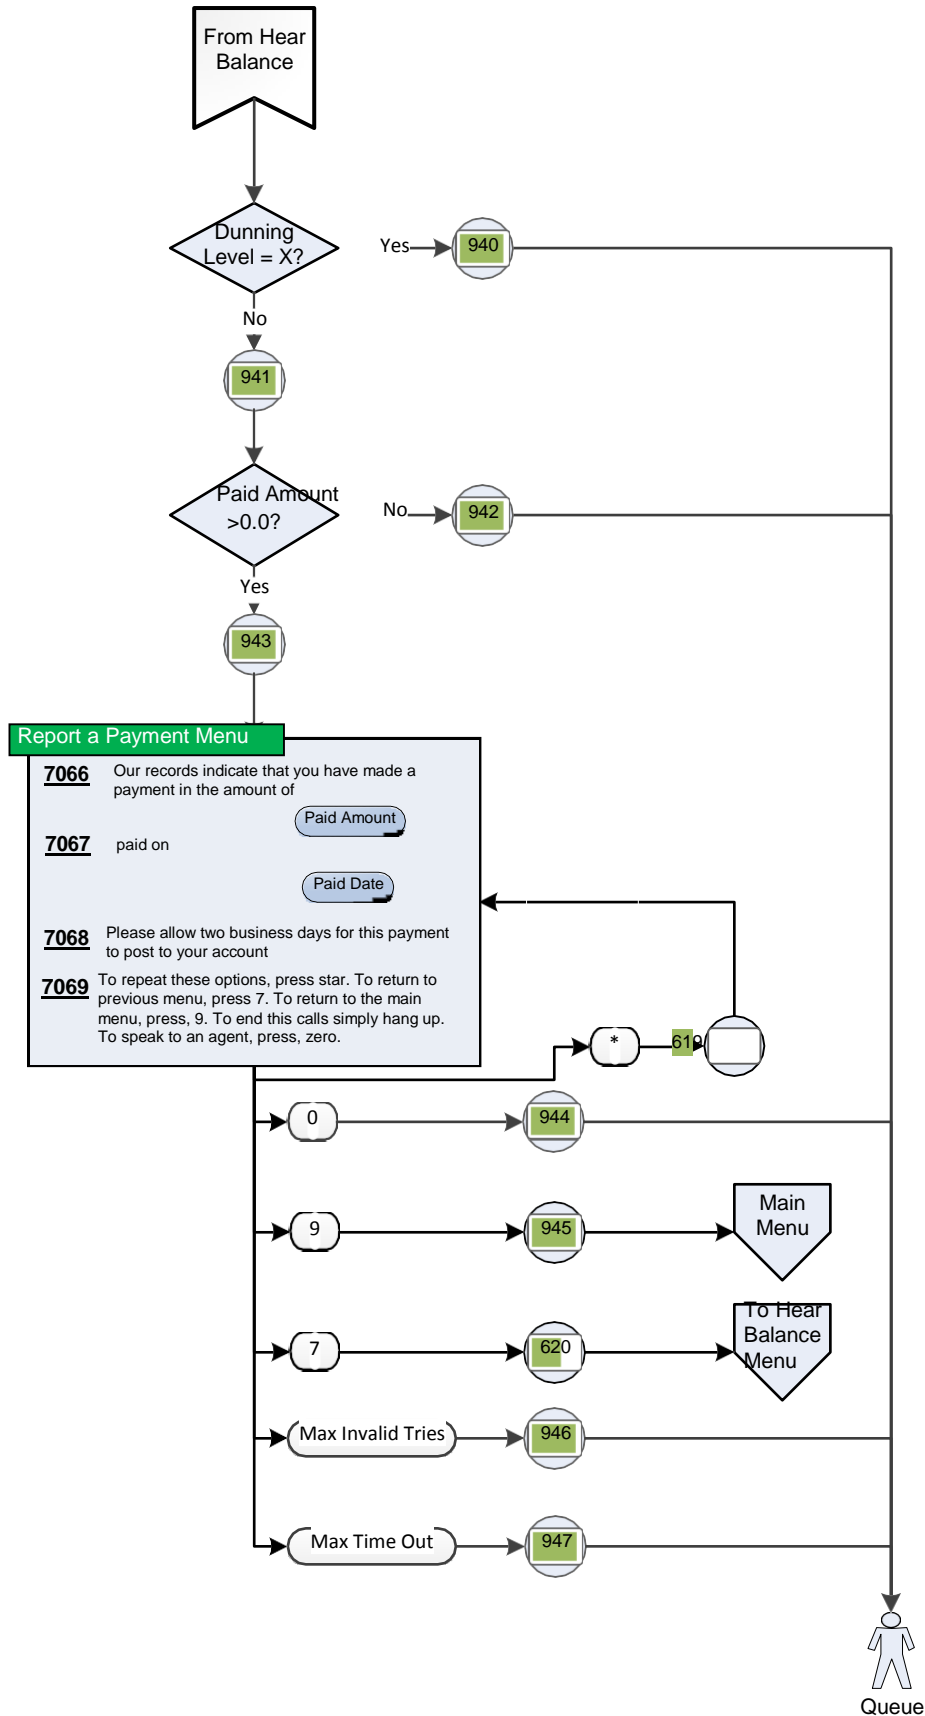 From Hear
Balance
Dunning
Level = X?
Yes
940
No
941
Paid Amount
>0.0?
No
942
Yes
943
Report a Payment Menu
7066 Our records indicate that you have made a
payment in the amount of
Paid Amount
7067 paid on
Paid Date
7068 Please allow two business days for this payment
to post to your account
7069 To repeat these options, press star. To return to
previous menu, press 7. To return to the main
menu, press, 9. To end this calls simply hang up.
To speak to an agent, press, zero.
*
619
0
944
9
945
Main
Menu
7
620
To Hear
Balance
Menu
Max Invalid Tries
946
Max Time Out
947
Queue